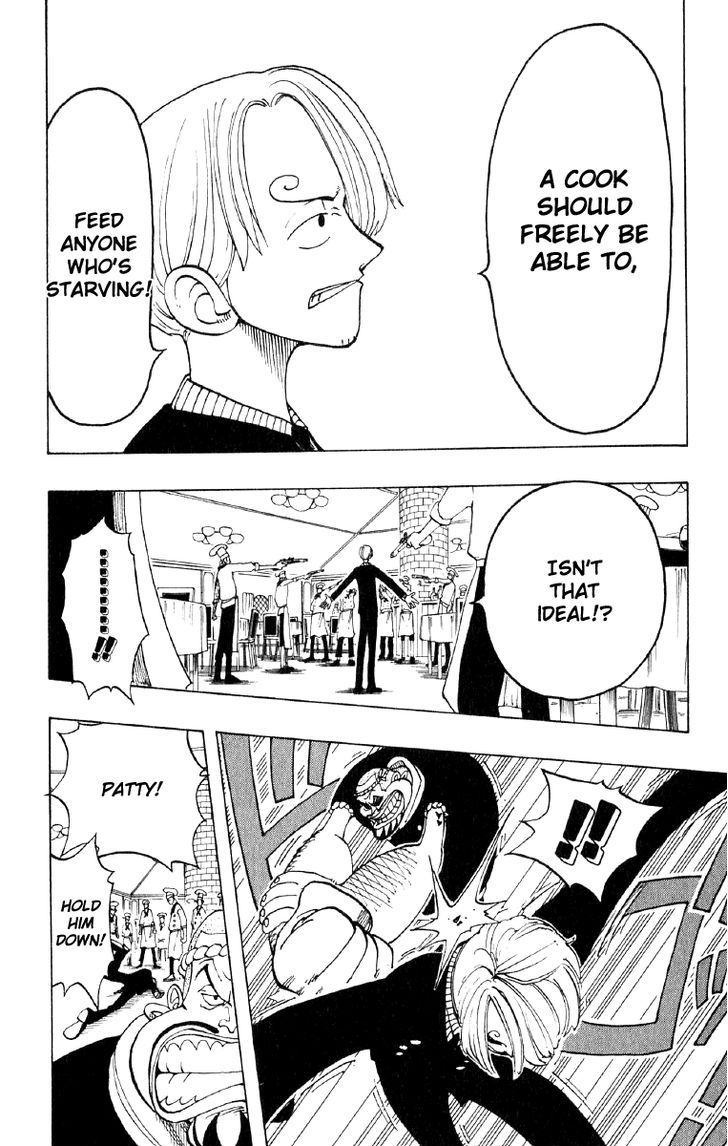 A COOK
SHOULD
FREELY BE
ABLE TO,
FEED
ANYONE
WHO'S
STARVING!
ISN'T
THAT
IDEAL!?
.........!!
!!
PATTY!
HOLD
HIM
DOWN!